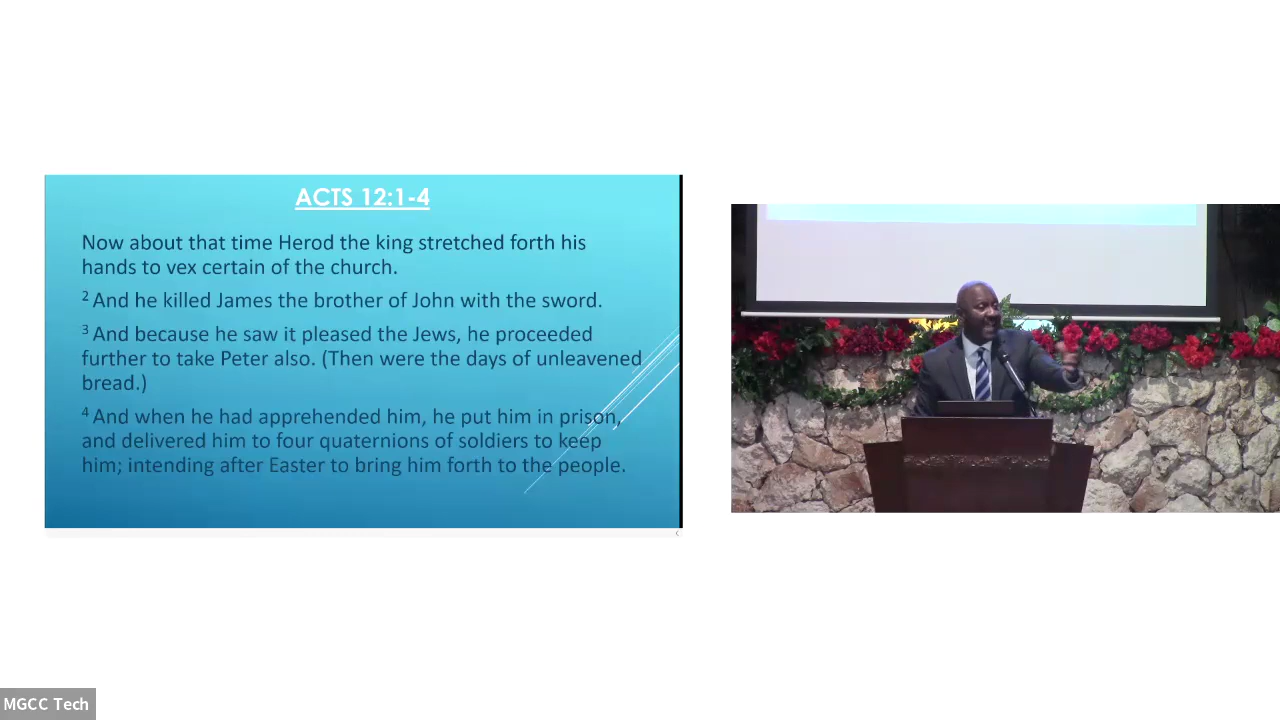 ACTS 12:1-4
Now about that time Herod the king stretched forth his
hands to vex certain of the church.
2 And he killed James the brother of John with the sword.
3 And because he saw it pleased the Jews, he proceeded
further to take Peter also. (Then were the days of unleavened
bread.)
4 And when he had apprehended him, he put him in prison,
and delivered him to four quaternions of soldiers to keep
him; intending after Easter to bring him forth to the people.
MGCC Tech